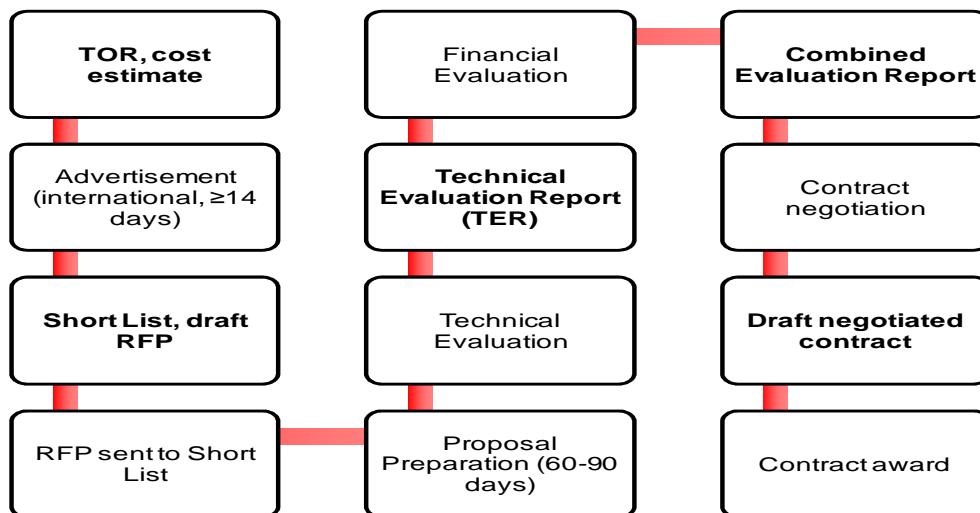 TOR, cost
estimate
Advertisement
(international, ≥14
days)
Short List, draft
RFP
RFP sent to Short
List
Proposal
Preparation (60-90
days)
Technical
Evaluation
Technical
Evaluation Report
(TER)
Financial
Evaluation
Combined
Evaluation Report
Contract
negotiation
Draft negotiated
contract
Contract award